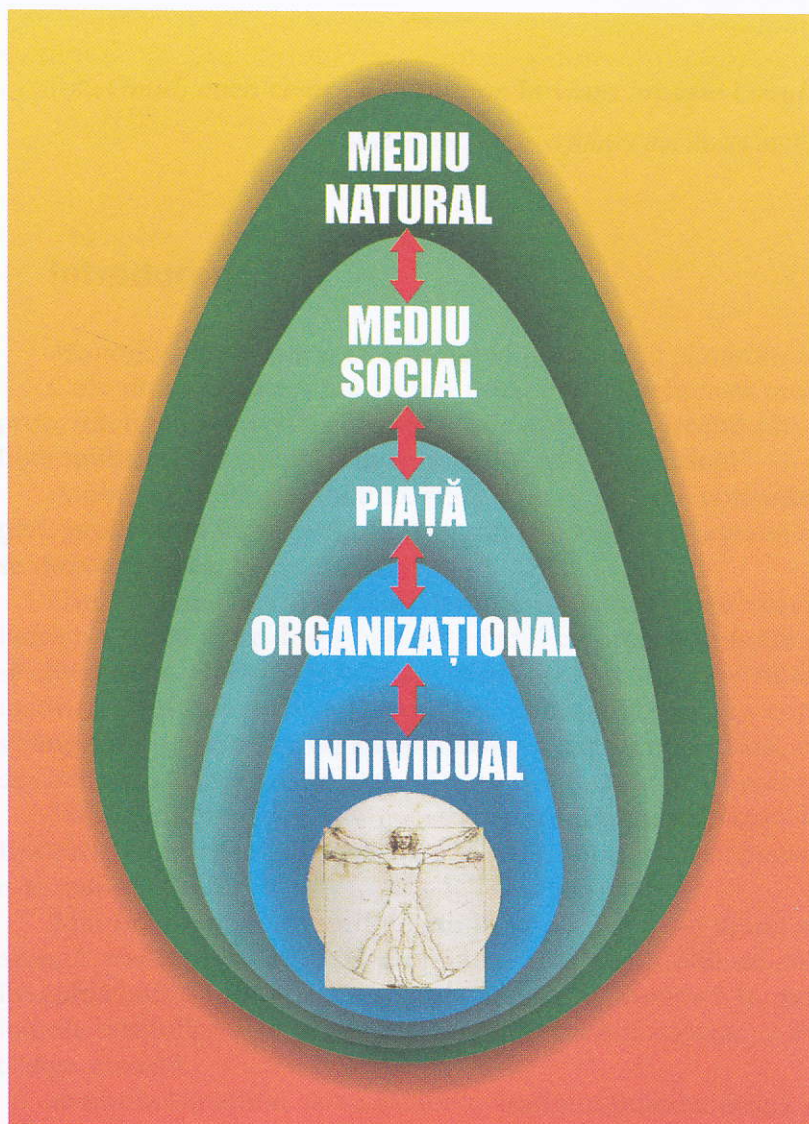 MEDIU
NATURAL
MEDIU
SOCIAL
PIAȚĂ
ORGANIZAȚIONAL
INDIVIDUAL